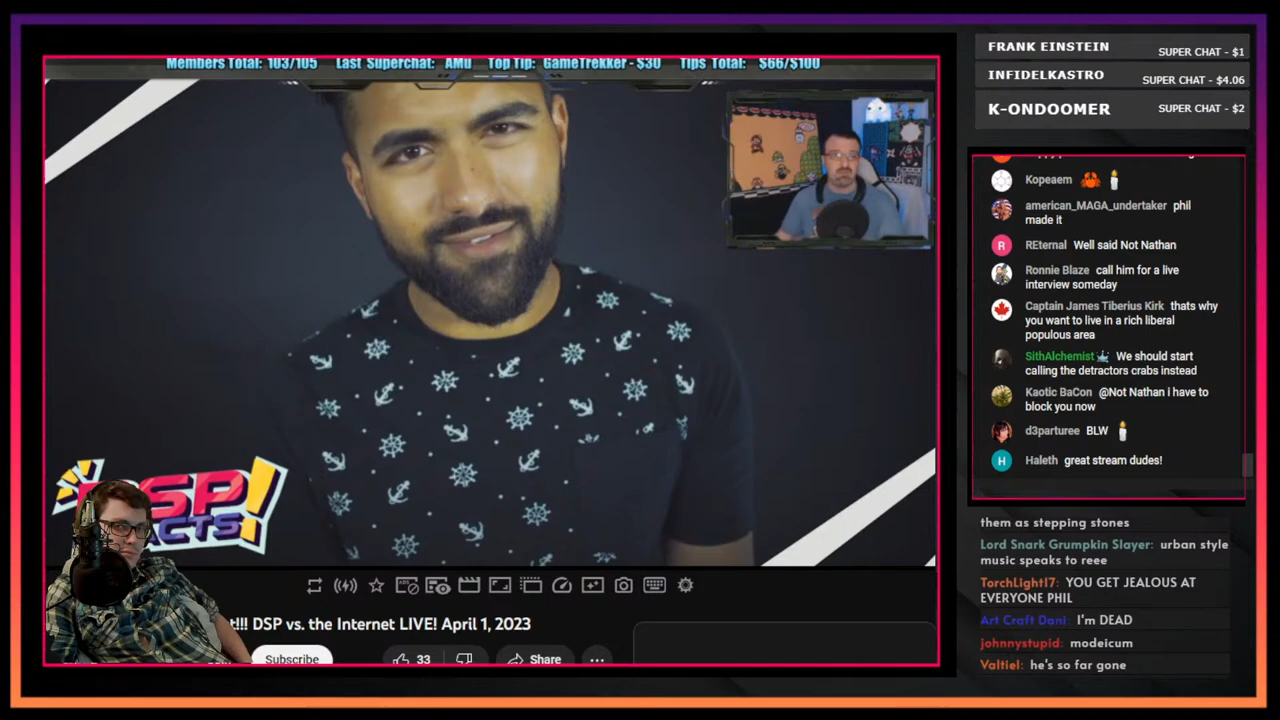 Members Total: 103/105 Last Superchat: AMu Top Tip: GameTrekker - $30 Tips Total: $66/$100
DSP
ACTS!
t!!! DSP vs. the Internet LIVE! April 1, 2023
Subscribe
33
Share
FRANK EINSTEIN
SUPER CHAT - $1
INFIDELKASTRO
SUPER CHAT - $4.06
K-ONDOOMER
SUPER CHAT - $2
Kopeaem
american_MAGA_undertaker phil
made it
REternal Well said Not Nathan
Ronnie Blaze call him for a live
interview someday
Captain James Tiberius Kirk thats why
you want to live in a rich liberal
populous area
SithAlchemist We should start
calling the detractors crabs instead
Kaotic BaCon @Not Nathan i have to
block you now
d3parturee BLW
H Haleth great stream dudes!
them as stepping stones
Lord Snark Grumpkin Slayer: urban style
music speaks to reee
TorchLight17: YOU GET JEALOUS AT
EVERYONE PHIL
Art Craft Dani: I'm DEAD
johnnystupid: modeicum
Valtiel: he's so far gone